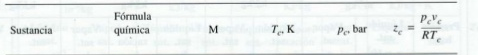 Sustancia Fórmula química M T_c, K p_c, bar z_c = p_c v_c / RT_c